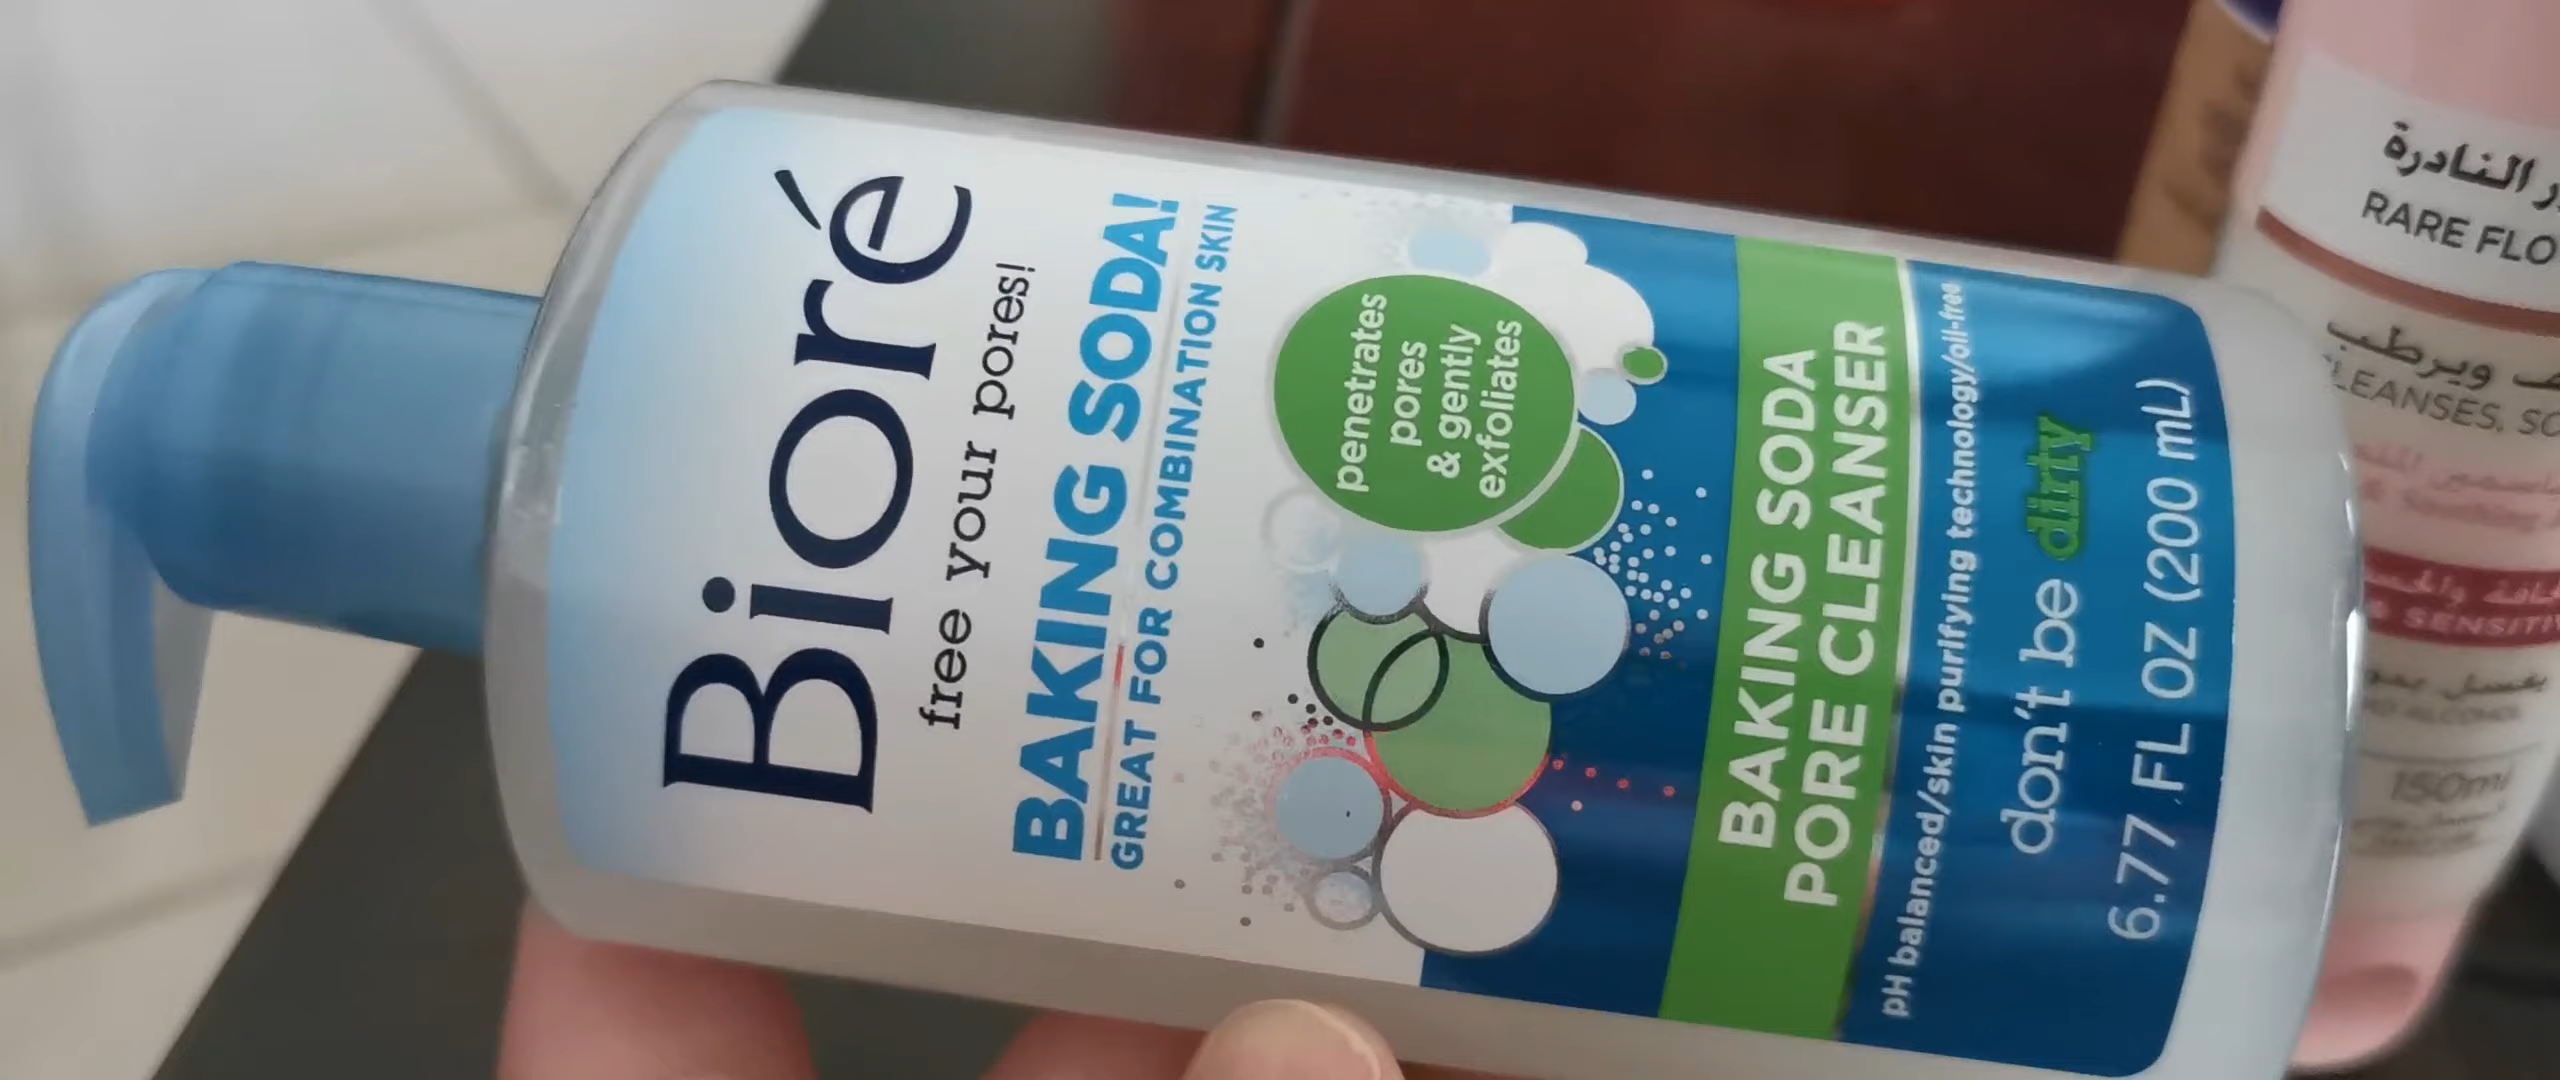 Bioré
free your pores!
BAKING SODA!
GREAT FOR COMBINATION SKIN
penetrates
pores
& gently
exfoliates
BAKING SODA
PORE CLEANSER
pH balanced/skin purifying technology/oil-free
don't be dirty
6.77 FL OZ (200 mL)
النادرة
RARE FLO
ويرطب
CLEANSES, SO
SENSITIV
150ml